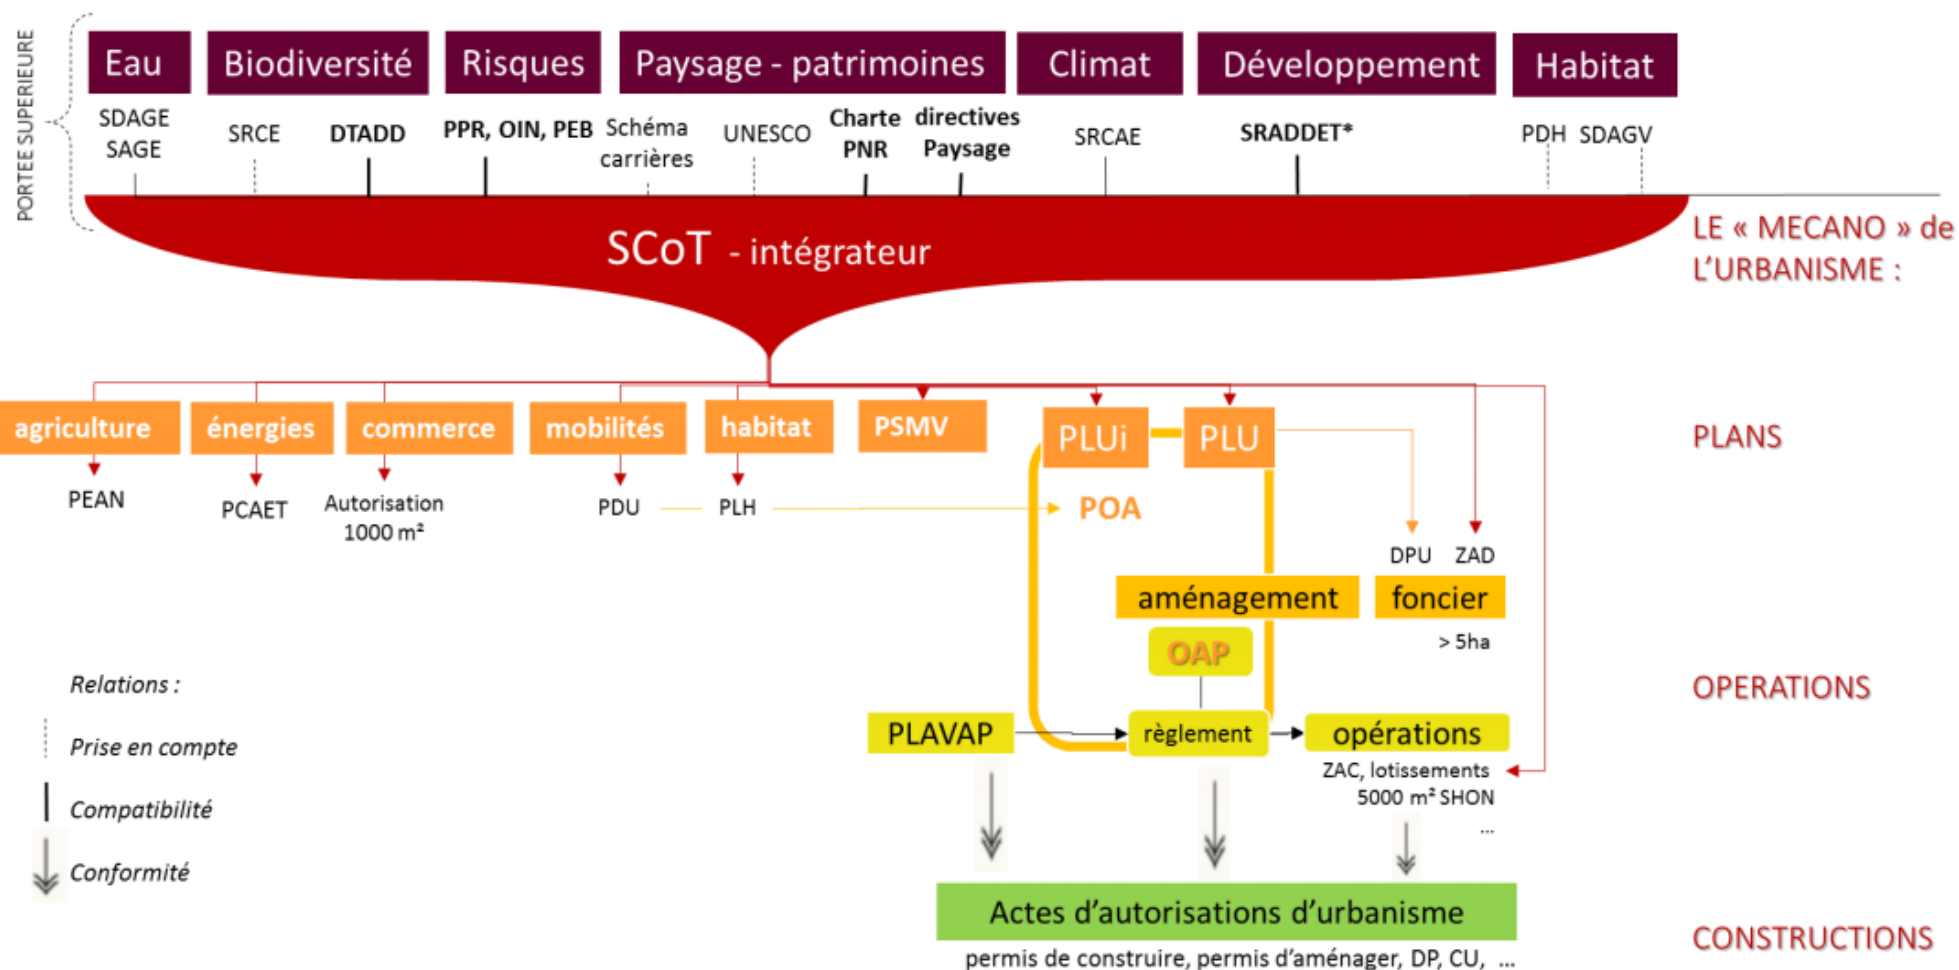 PORTEE SUPERIEURE
Eau
Biodiversité
Risques
Paysage - patrimoines
Climat
Développement
Habitat
SDAGE
SAGE
SRCE
DTADD
PPR, OIN, PEB
Schéma
carrières
UNESCO
Charte
PNR
directives
Paysage
SRCAE
SRADDET*
PDH
SDAGV
SCoT - intégrateur
LE « MECANO » de
L'URBANISME :
agriculture
énergies
commerce
mobilités
habitat
PSMV
PLUi
PLU
PLANS
PEAN
PCAET
Autorisation
1000 m²
PDU
PLH
POA
DPU
ZAD
aménagement
foncier
> 5ha
OAP
OPERATIONS
PLAVAP
règlement
opérations
ZAC, lotissements
5000 m² SHON
...
Relations :
Prise en compte
Compatibilité
Conformité
Actes d'autorisations d'urbanisme
permis de construire, permis d'aménager, DP, CU, ...
CONSTRUCTIONS